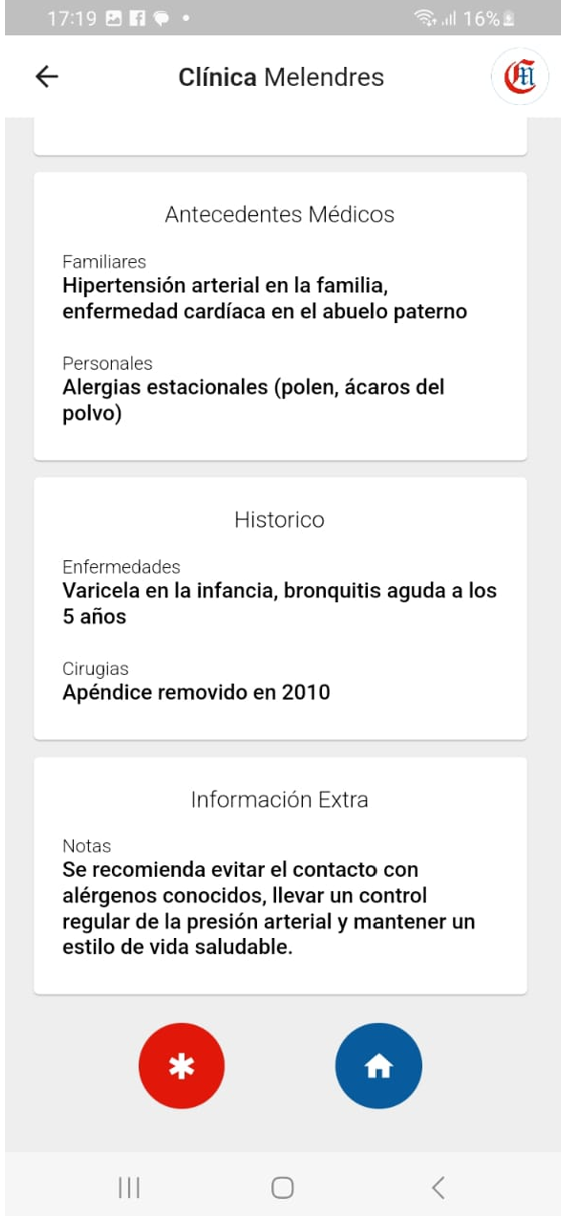 17:19
16%
Clínica Melendres
Antecedentes Médicos
Familiares
Hipertensión arterial en la familia,
enfermedad cardíaca en el abuelo paterno
Personales
Alergias estacionales (polen, ácaros del
polvo)
Historico
Enfermedades
Varicela en la infancia, bronquitis aguda a los
5 años
Cirugias
Apéndice removido en 2010
Información Extra
Notas
Se recomienda evitar el contacto con
alérgenos conocidos, llevar un control
regular de la presión arterial y mantener un
estilo de vida saludable.